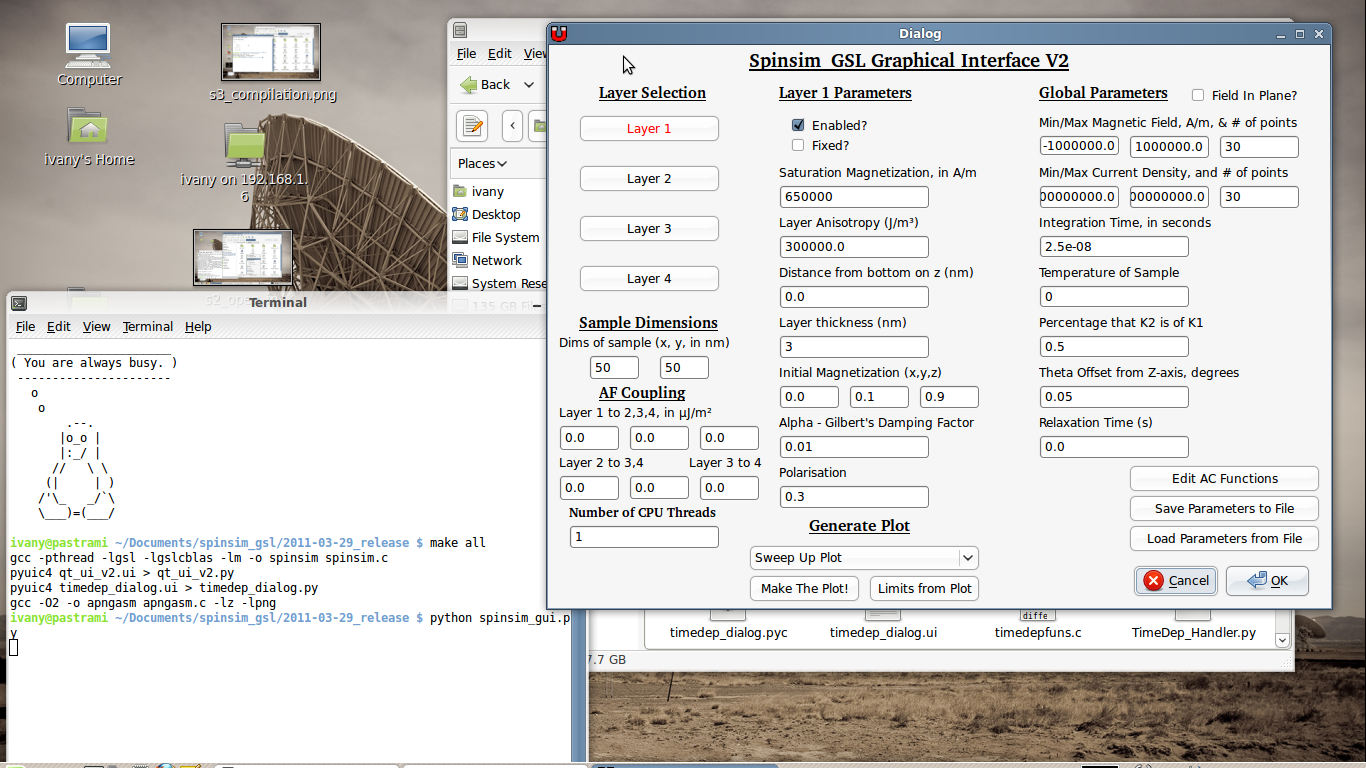 Computer
s3_compilation.png
ivany's Home
ivany on 192.168.1.
6
File Edit
Back
Places
ivany
Desktop
File System
Network
System Rese
Terminal
File Edit View Terminal Help
( You are always busy. )
---------------------
o
o
.--.
|o_o |
|:_/ |
//   \ \
(|     | )
/'\_   _/`\
\___)=(___/
ivany@pastrami ~/Documents/spinsim_gsl/2011-03-29_release $ make all
gcc -pthread -lgsl -lgslcblas -lm -o spinsim spinsim.c
pyuic4 qt_ui_v2.ui > qt_ui_v2.py
pyuic4 timedep_dialog.ui > timedep_dialog.py
gcc -O2 -o apngasm apngasm.c -lz -lpng
ivany@pastrami ~/Documents/spinsim_gsl/2011-03-29_release $ python spinsim_gui.p
y
Dialog
Spinsim GSL Graphical Interface V2
Layer Selection
Layer 1
Layer 2
Layer 3
Layer 4
Sample Dimensions
Dims of sample (x, y, in nm)
50 50
AF Coupling
Layer 1 to 2,3,4, in µJ/m²
0.0 0.0 0.0
Layer 2 to 3,4 Layer 3 to 4
0.0 0.0 0.0
Number of CPU Threads
1
Layer 1 Parameters
Enabled?
Fixed?
Saturation Magnetization, in A/m
650000
Layer Anisotropy (J/m³)
300000.0
Distance from bottom on z (nm)
0.0
Layer thickness (nm)
3
Initial Magnetization (x,y,z)
0.0 0.1 0.9
Alpha - Gilbert's Damping Factor
0.01
Polarisation
0.3
Generate Plot
Sweep Up Plot
Make The Plot! Limits from Plot
Global Parameters Field In Plane?
Min/Max Magnetic Field, A/m, & # of points
-1000000.0 1000000.0 30
Min/Max Current Density, and # of points
00000000.0 00000000.0 30
Integration Time, in seconds
2.5e-08
Temperature of Sample
0
Percentage that K2 is of K1
0.5
Theta Offset from Z-axis, degrees
0.05
Relaxation Time (s)
0.0
Edit AC Functions
Save Parameters to File
Load Parameters from File
Cancel OK
diffe
timedep_dialog.pyc timedep_dialog.ui timedepfuns.c TimeDep_Handler.py
7.7 GB